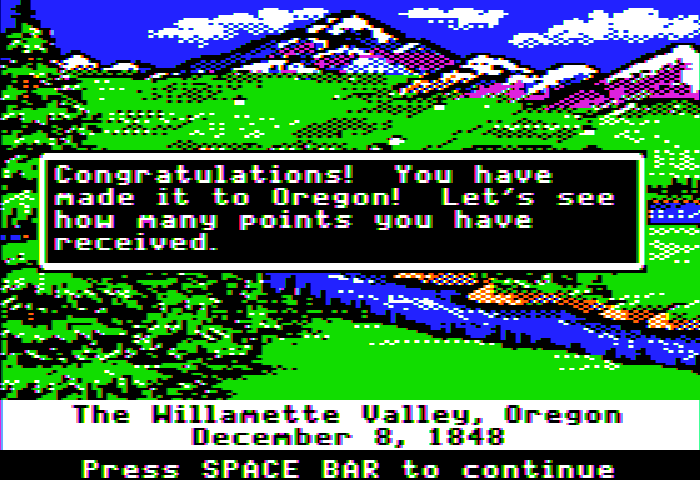 Congratulations!  You have
made it to Oregon!  Let's see
how many points you have
received.
The Willamette Valley, Oregon
December 8, 1848
Press SPACE BAR to continue